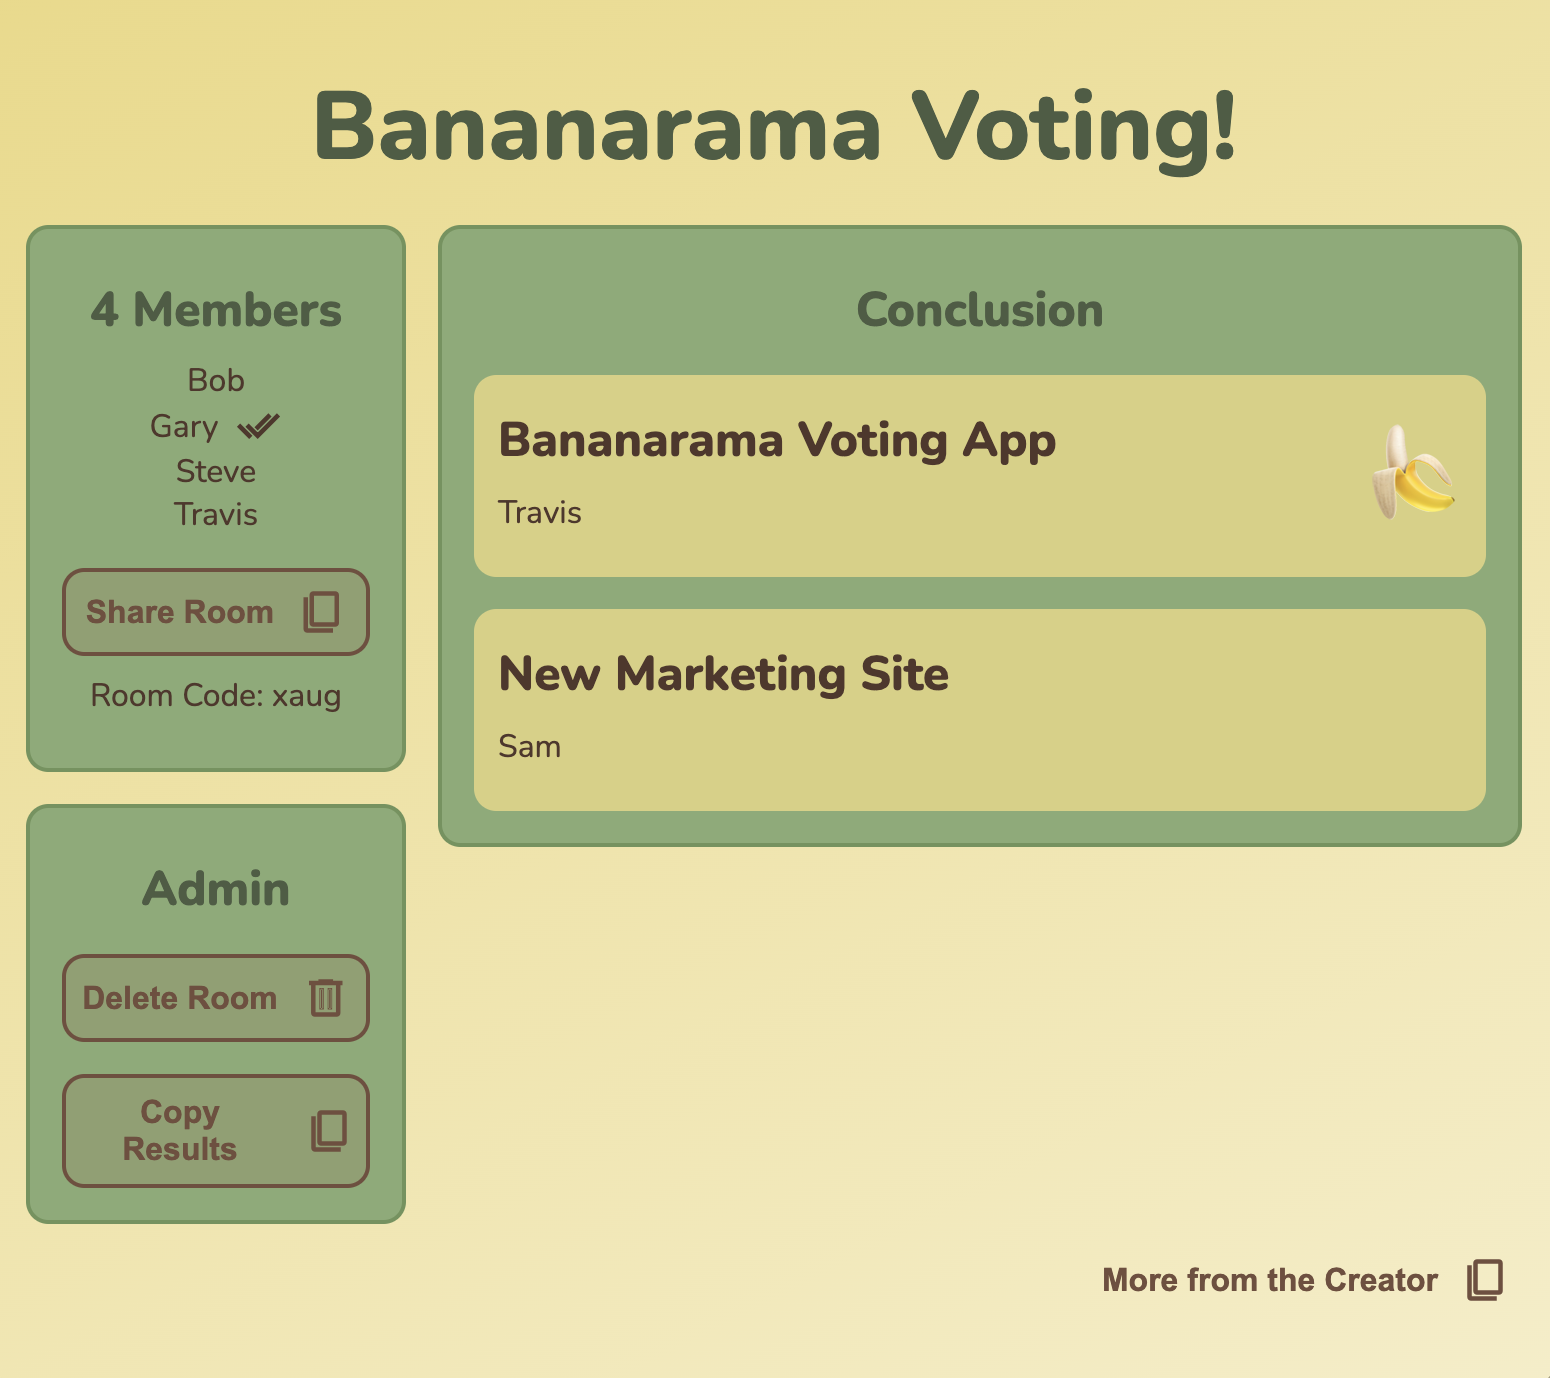 Bananarama Voting!
4 Members
Bob
Gary
Steve
Travis
Share Room
Room Code: xaug
Admin
Delete Room
Copy
Results
Conclusion
Bananarama Voting App
Travis
New Marketing Site
Sam
More from the Creator